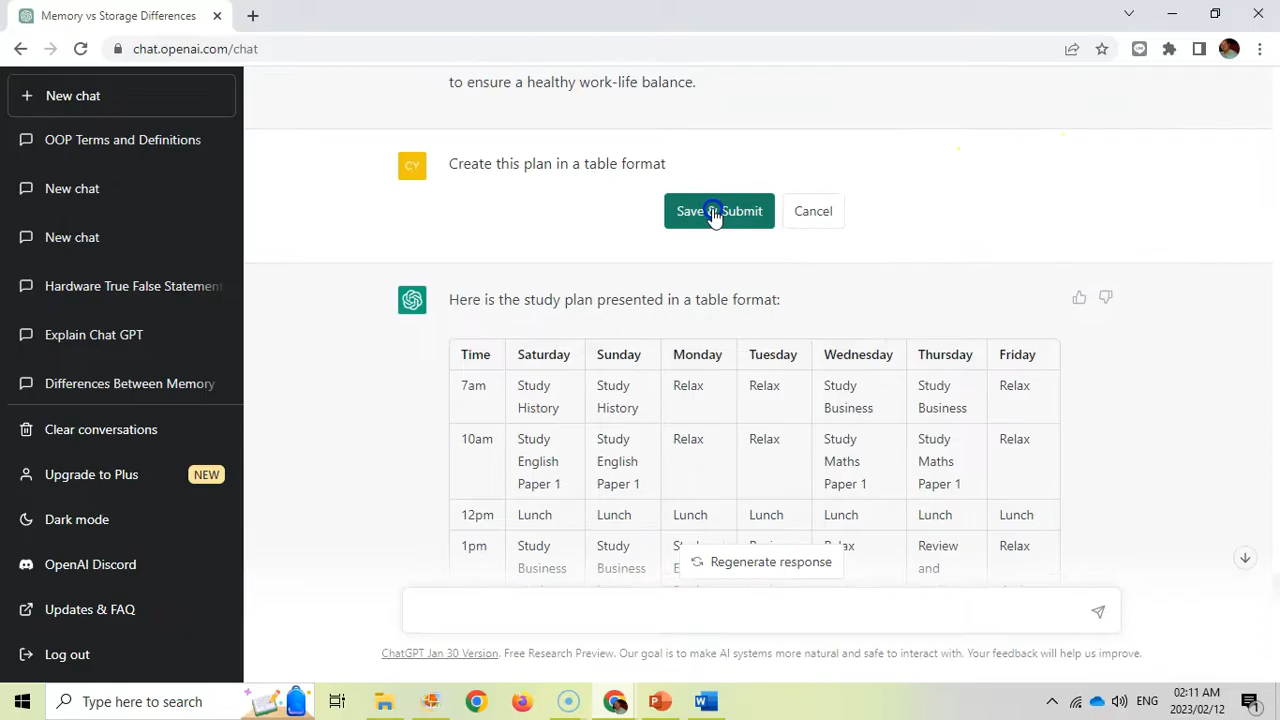 Memory vs Storage Differences
chat.openai.com/chat
New chat
OOP Terms and Definitions
New chat
New chat
Hardware True False Statement
Explain Chat GPT
Differences Between Memory
Clear conversations
Upgrade to Plus NEW
Dark mode
OpenAI Discord
Updates & FAQ
Log out
to ensure a healthy work-life balance.
CY
Create this plan in a table format
Save & Submit Cancel
Here is the study plan presented in a table format:
Time Saturday Sunday Monday Tuesday Wednesday Thursday Friday
7am Study History Study History Relax Relax Study Business Study Business Relax
10am Study English Paper 1 Study English Paper 1 Relax Relax Study Maths Paper 1 Study Maths Paper 1 Relax
12pm Lunch Lunch Lunch Lunch Lunch Lunch Lunch
1pm Study Business Study Business Review and Relax
Regenerate response
ChatGPT Jan 30 Version. Free Research Preview. Our goal is to make AI systems more natural and safe to interact with. Your feedback will help us improve.
Type here to search
ENG
02:11 AM
2023/02/12